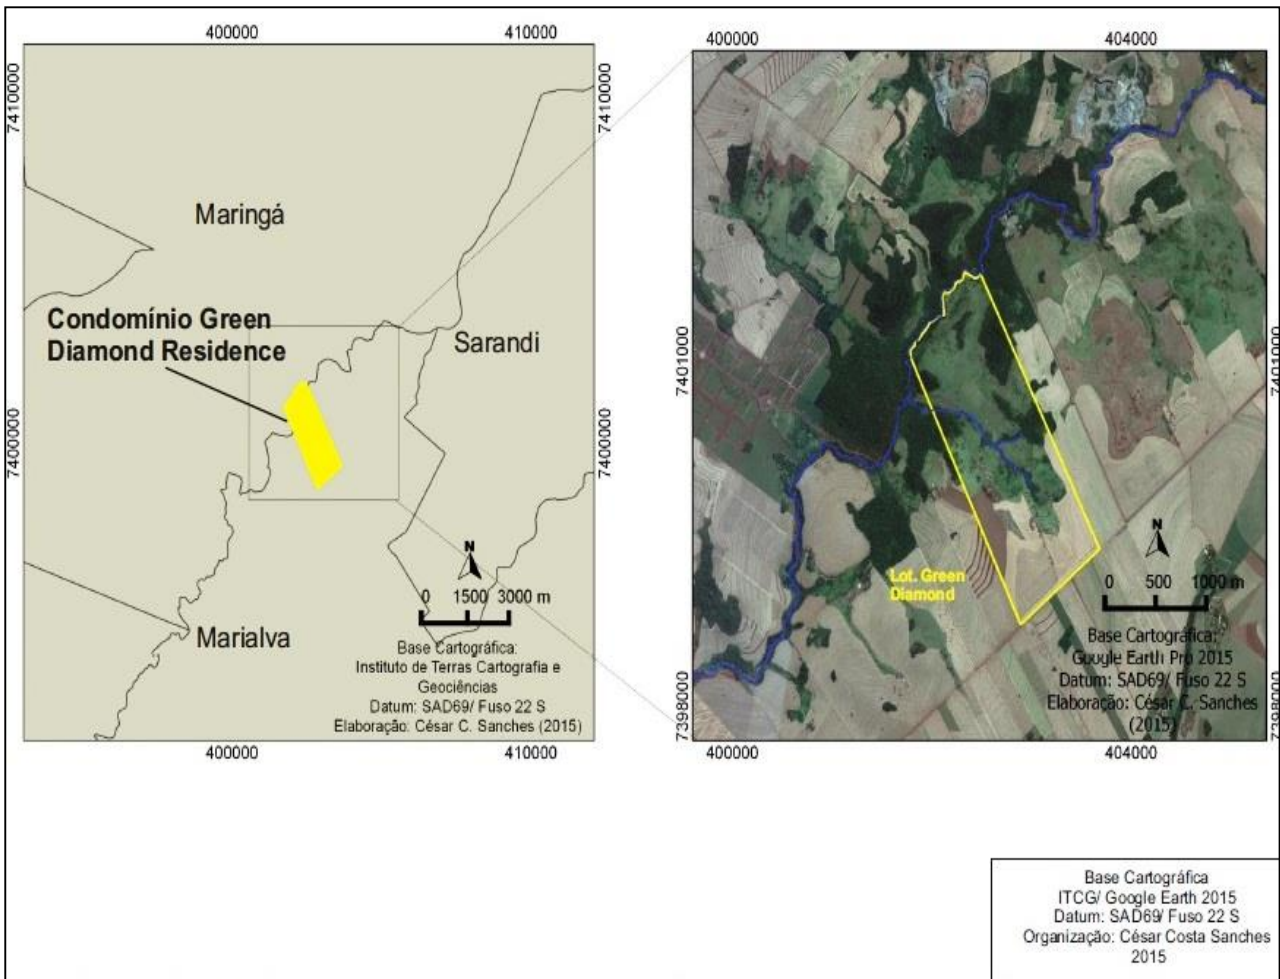 400000
410000
7410000
7410000
Maringá
Condomínio Green
Diamond Residence
Sarandi
7400000
7400000
N
0 1500 3000 m
Marialva
Base Cartográfica:
Instituto de Terras Cartografia e
Geociências
Datum: SAD69/ Fuso 22 S
Elaboração: César C. Sanches (2015)
400000
410000
400000
404000
7401000
7401000
N
0 500 1000 m
Lot. Green
Diamond
Base Cartográfica:
Google Earth Pro 2015
Datum: SAD69/ Fuso 22 S
Elaboração: César C. Sanches
(2015)
7398000
7398000
400000
404000
Base Cartográfica
ITCG/ Google Earth 2015
Datum: SAD69/ Fuso 22 S
Organização: César Costa Sanches
2015